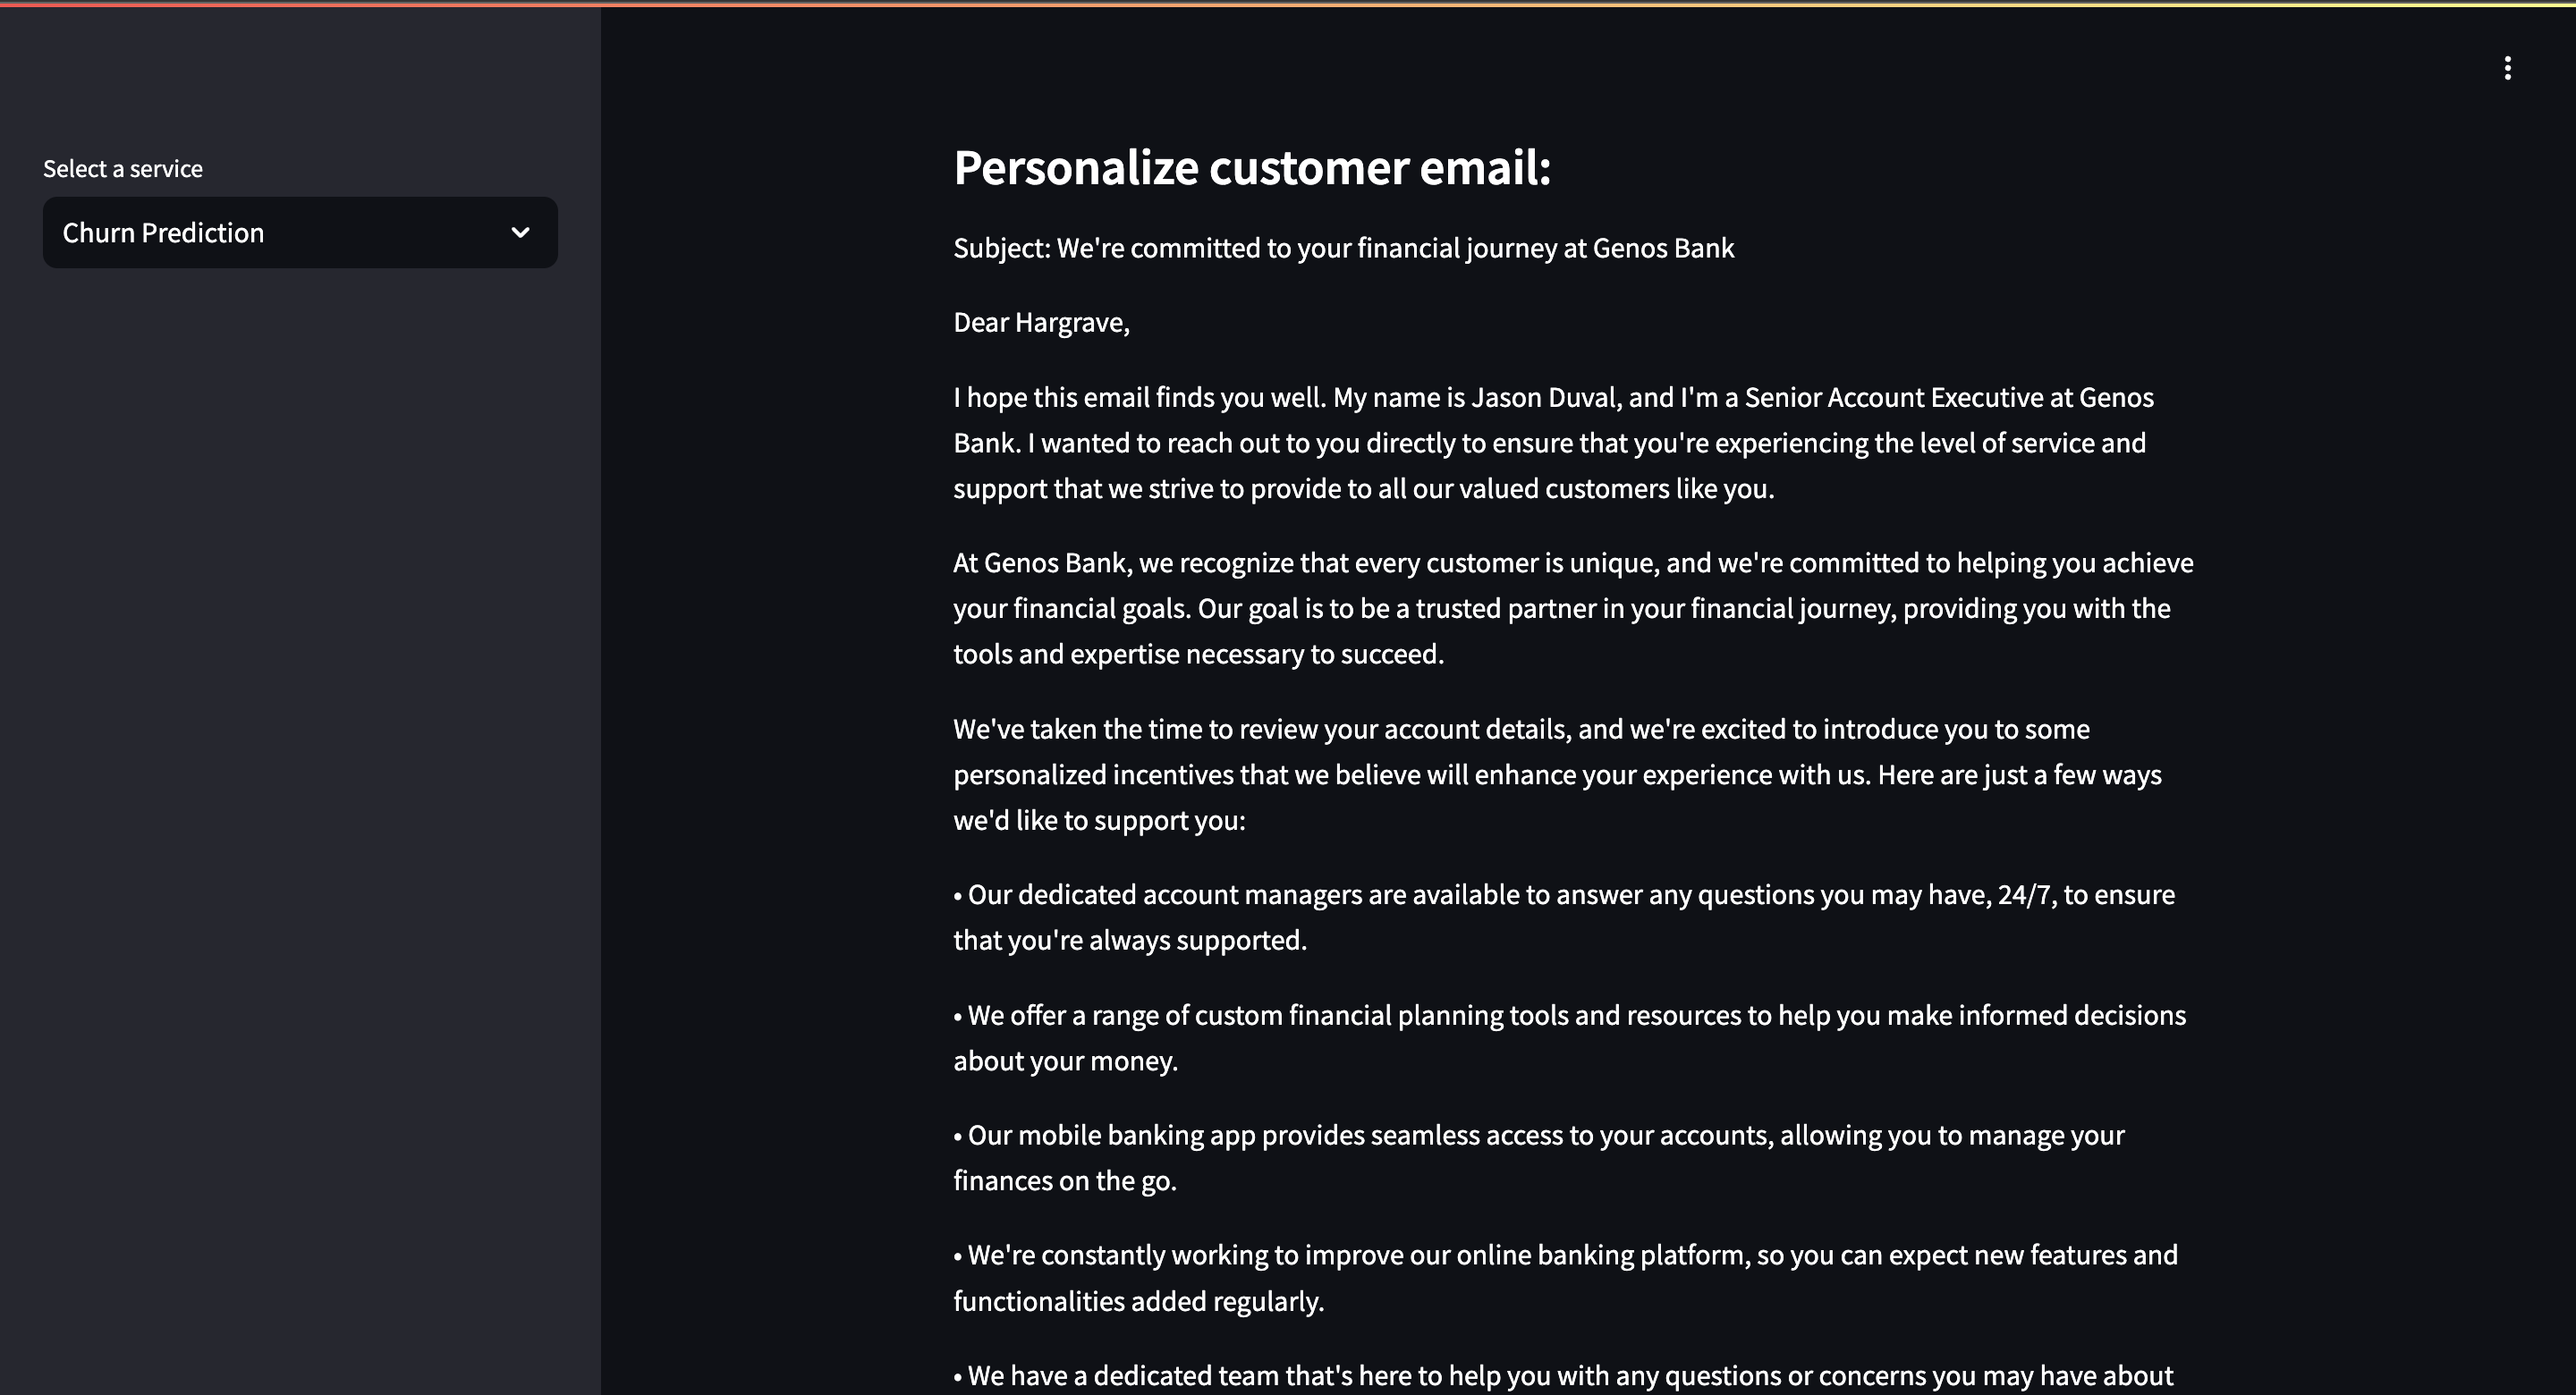 Select a service
Churn Prediction
Personalize customer email:
Subject: We're committed to your financial journey at Genos Bank
Dear Hargrave,
I hope this email finds you well. My name is Jason Duval, and I'm a Senior Account Executive at Genos
Bank. I wanted to reach out to you directly to ensure that you're experiencing the level of service and
support that we strive to provide to all our valued customers like you.
At Genos Bank, we recognize that every customer is unique, and we're committed to helping you achieve
your financial goals. Our goal is to be a trusted partner in your financial journey, providing you with the
tools and expertise necessary to succeed.
We've taken the time to review your account details, and we're excited to introduce you to some
personalized incentives that we believe will enhance your experience with us. Here are just a few ways
we'd like to support you:
• Our dedicated account managers are available to answer any questions you may have, 24/7, to ensure
that you're always supported.
• We offer a range of custom financial planning tools and resources to help you make informed decisions
about your money.
• Our mobile banking app provides seamless access to your accounts, allowing you to manage your
finances on the go.
• We're constantly working to improve our online banking platform, so you can expect new features and
functionalities added regularly.
• We have a dedicated team that's here to help you with any questions or concerns you may have about